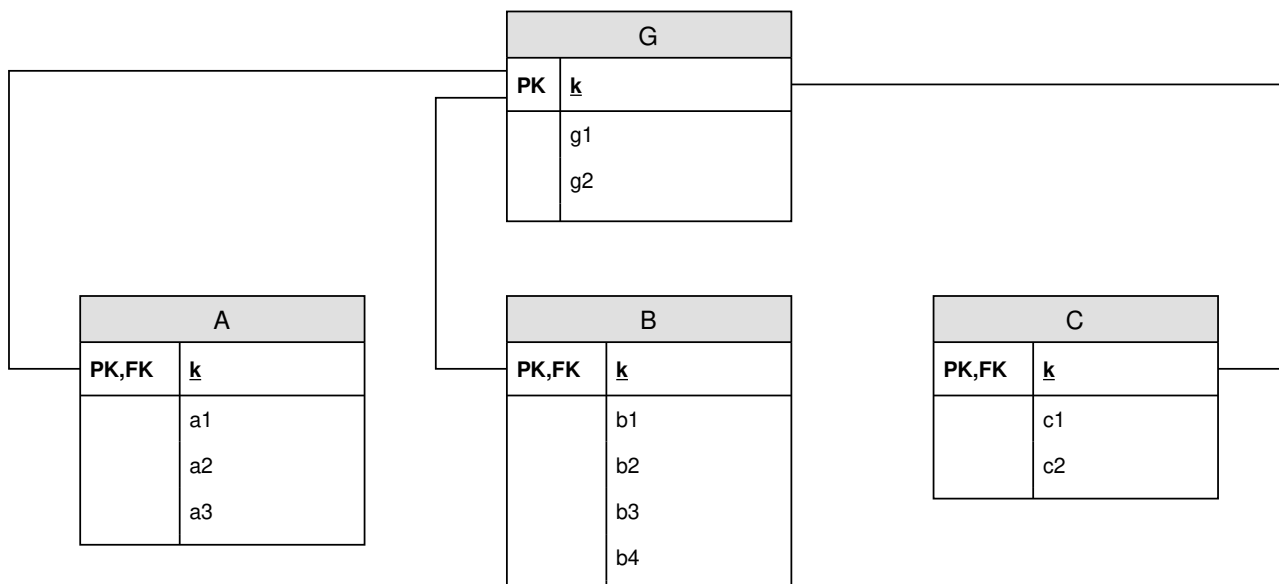 G
PK k
g1
g2
A
PK,FK k
a1
a2
a3
B
PK,FK k
b1
b2
b3
b4
C
PK,FK k
c1
c2